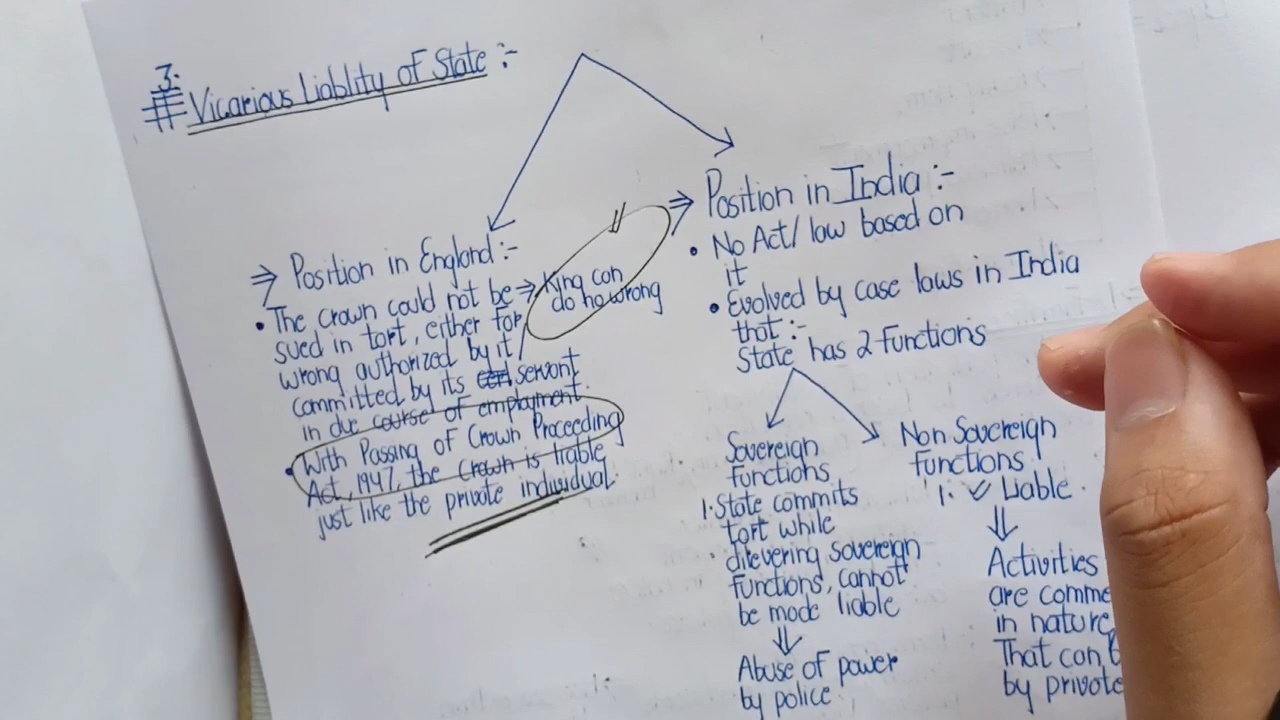 3.
# Vicarious Liablity of State :-
⇒ Position in England :-
• The crown could not be ⇒ King can
do no wrong
sued in tort, either for
wrong authorized by it/
committed by its servant
in due course of employment.
• With Passing of Crown Proceeding
Act, 1947, the Crown is liable
just like the private individual.
⇒ Position in India :-
• No Act/ law based on
it
• Evolved by case laws in India
that :-
State has 2 Functions
Sovereign
functions
1. State commits
tort while
dilevering sovereign
functions, cannot
be made liable
⇓
Abuse of power
by police
Non Sovereign
functions
1. ✓ Liable.
⇓
Activities
are
in nature,
That can
by private